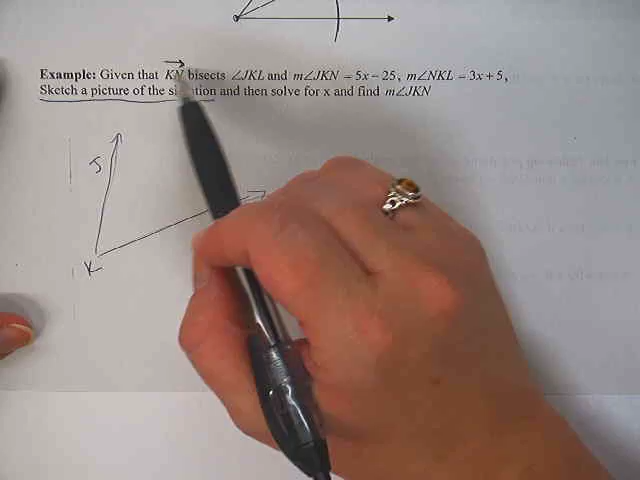 Example: Given that KN bisects ∠JKL and m∠JKN = 5x − 25, m∠NKL = 3x + 5,
Sketch a picture of the situation and then solve for x and find m∠JKN
J
K